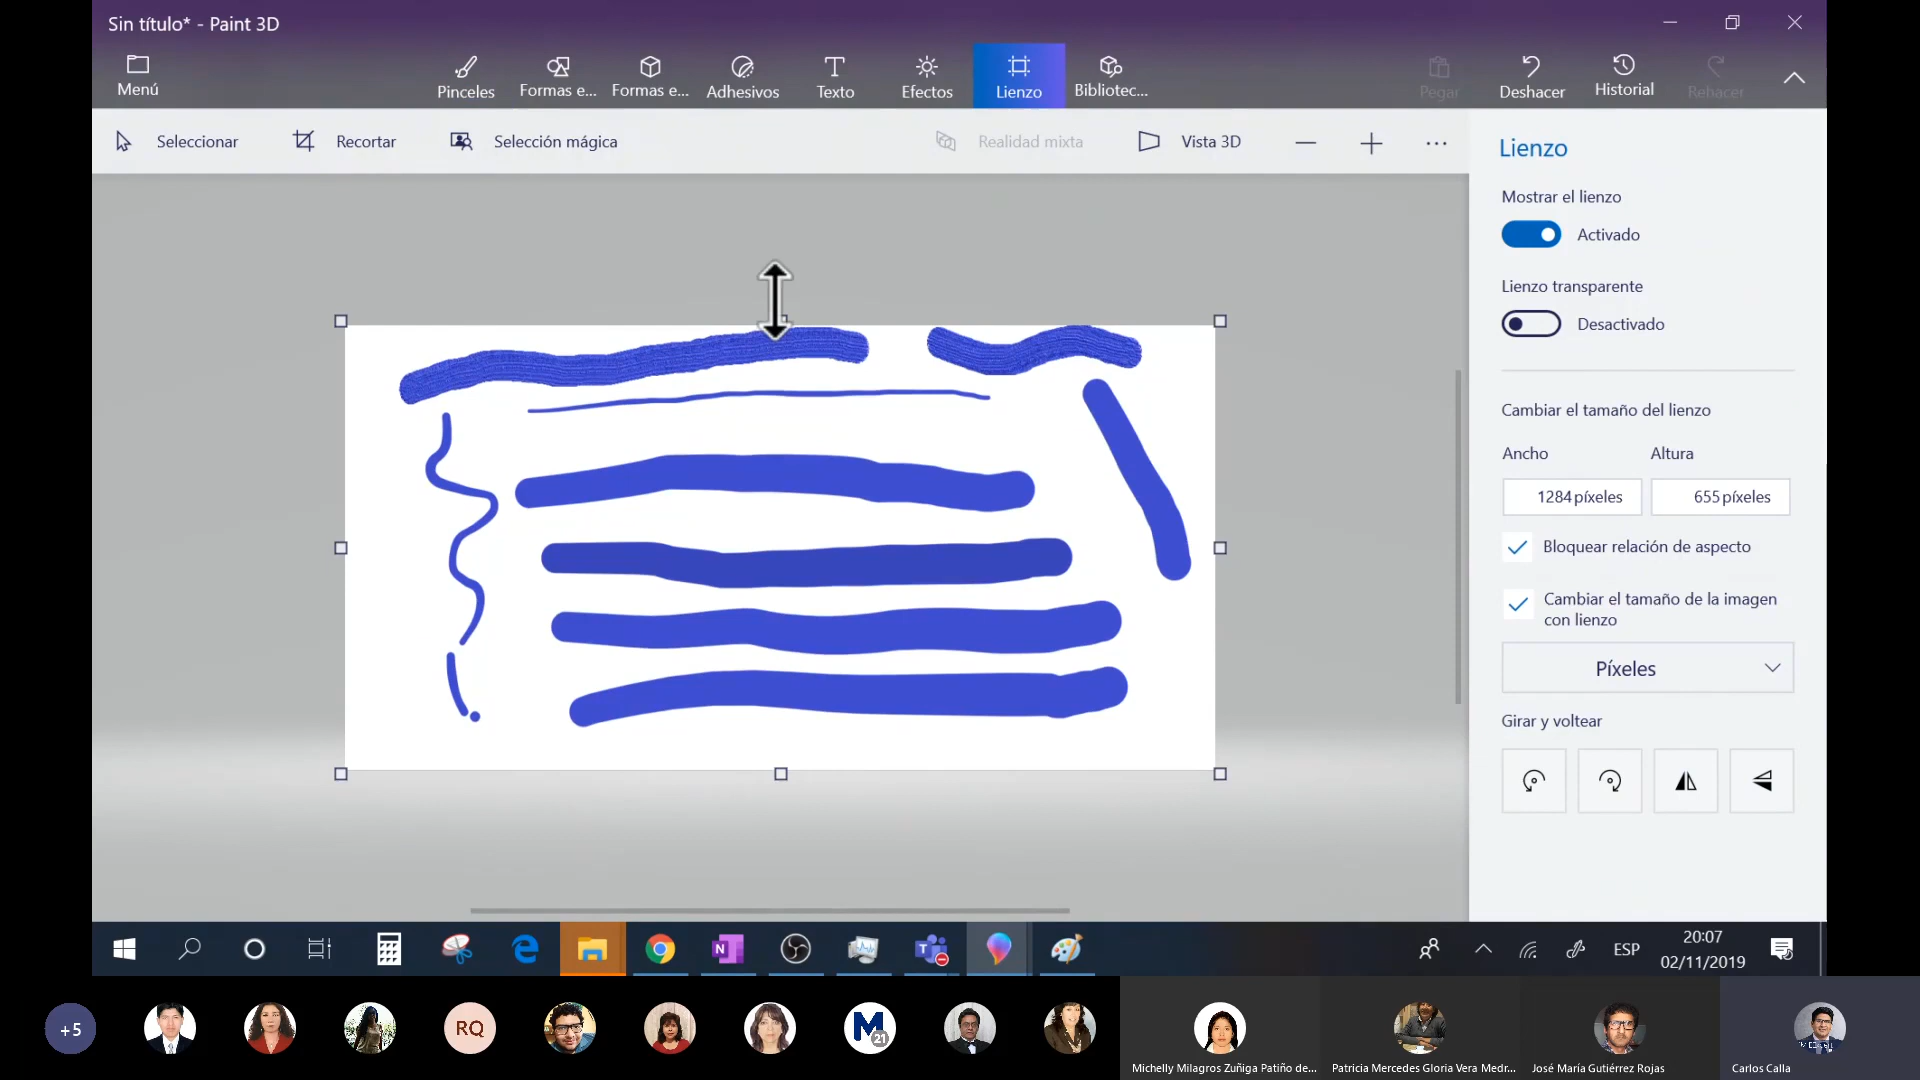 Sin título* - Paint 3D
Menú
Pinceles
Formas e...
Formas e...
Adhesivos
Texto
Efectos
Lienzo
Bibliotec...
Pegar
Deshacer
Historial
Rehacer
Seleccionar
Recortar
Selección mágica
Realidad mixta
Vista 3D
Lienzo
Mostrar el lienzo
Activado
Lienzo transparente
Desactivado
Cambiar el tamaño del lienzo
Ancho
Altura
1284 píxeles
655 píxeles
Bloquear relación de aspecto
Cambiar el tamaño de la imagen
con lienzo
Píxeles
Girar y voltear
ESP
20:07
02/11/2019
+5
RQ
M
21
Michelly Milagros Zuñiga Patiño de...
Patricia Mercedes Gloria Vera Medr...
José María Gutiérrez Rojas
Carlos Calla